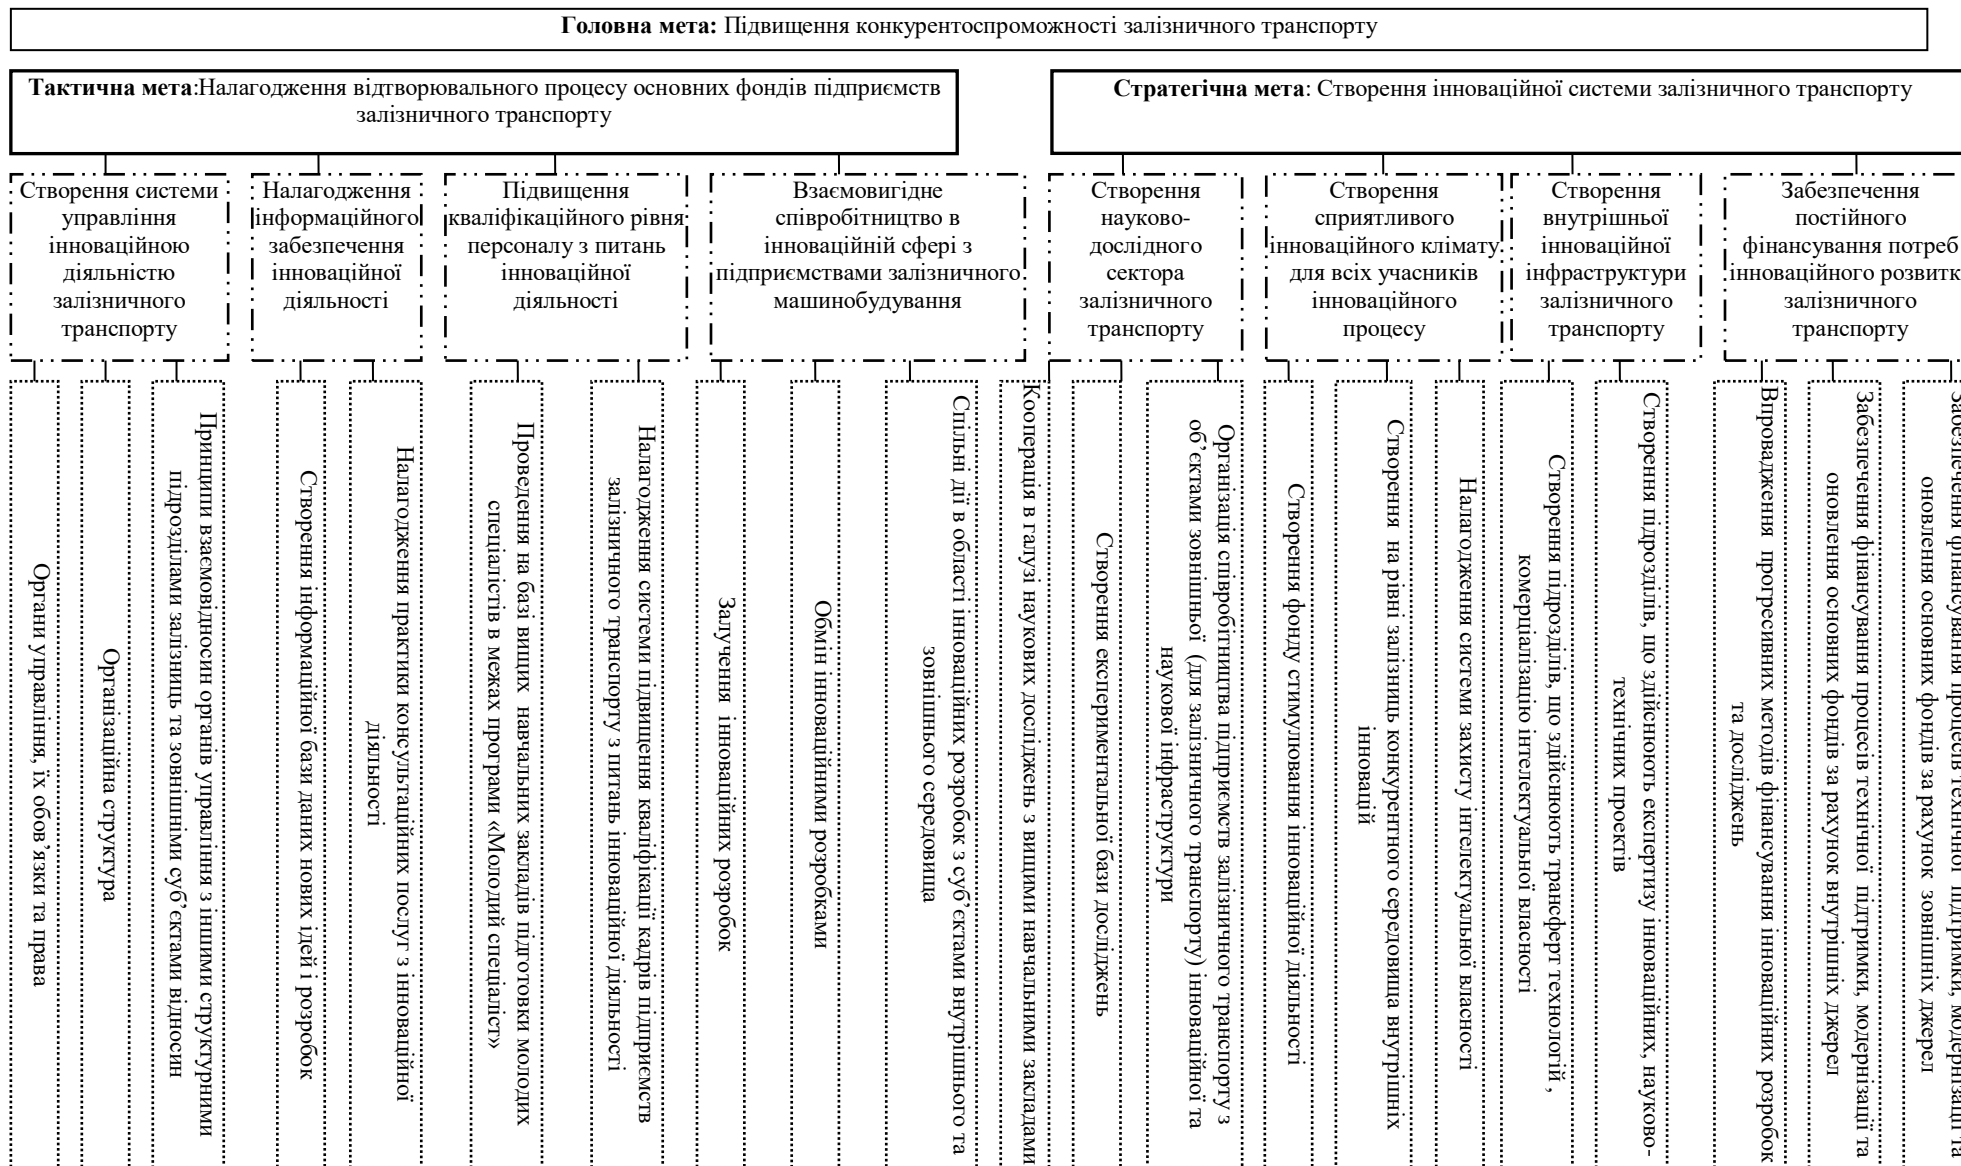 Головна мета: Підвищення конкурентоспроможності залізничного транспорту
Тактична мета:Налагодження відтворювального процесу основних фондів підприємств
залізничного транспорту
Стратегічна мета: Створення інноваційної системи залізничного транспорту
Створення системи
управління
інноваційною
діяльністю
залізничного
транспорту
Налагодження
інформаційного
забезпечення
інноваційної
діяльності
Підвищення
кваліфікаційного рівня
персоналу з питань
інноваційної
діяльності
Взаємовигідне
співробітництво в
інноваційній сфері з
підприємствами залізничного
машинобудування
Створення
науково-
дослідного
сектора
залізничного
транспорту
Створення
сприятливого
інноваційного клімату
для всіх учасників
інноваційного
процесу
Створення
внутрішньої
інноваційної
інфраструктури
залізничного
транспорту
Забезпечення
постійного
фінансування потреб
інноваційного розвитк
залізничного
транспорту
Органи управління, їх обов’язки та права
Організаційна структура
Принципи взаємовідносин органів управління з іншими структурними
підрозділами залізниць та зовнішніми суб’єктами відносин
Створення інформаційної бази даних нових ідей і розробок
Налагодження практики консультаційних послуг з інноваційної
діяльності
Проведення на базі вищих навчальних закладів підготовки молодих
спеціалістів в межах програми «Молодий спеціаліст»
Налагодження системи підвищення кваліфікації кадрів підприємств
залізничного транспорту з питань інноваційної діяльності
Залучення інноваційних розробок
Обмін інноваційними розробками
Спільні дії в області інноваційних розробок з суб’єктами внутрішнього та
зовнішнього середовища
Кооперація в галузі наукових досліджень з вищими навчальними закладами
Створення експериментальної бази досліджень
Організація співробітництва підприємств залізничного транспорту з
об’єктами зовнішньої (для залізничного транспорту) інноваційної та
наукової інфраструктури
Створення фонду стимулювання інноваційної діяльності
Створення на рівні залізниць конкурентного середовища внутрішніх
інновацій
Налагодження системи захисту інтелектуальної власності
Створення підрозділів, що здійснюють трансферт технологій ,
комерціалізацію інтелектуальної власності
Створення підрозділів, що здійснюють експертизу інноваційних, науково-
технічних проектів
Впровадження прогресивних методів фінансування інноваційних розробок
та досліджень
Забезпечення фінансування процесів технічної підтримки, модернізації та
оновлення основних фондів за рахунок внутрішніх джерел
Забезпечення фінансування процесів технічної підтримки, модернізації та
оновлення основних фондів за рахунок зовнішніх джерел